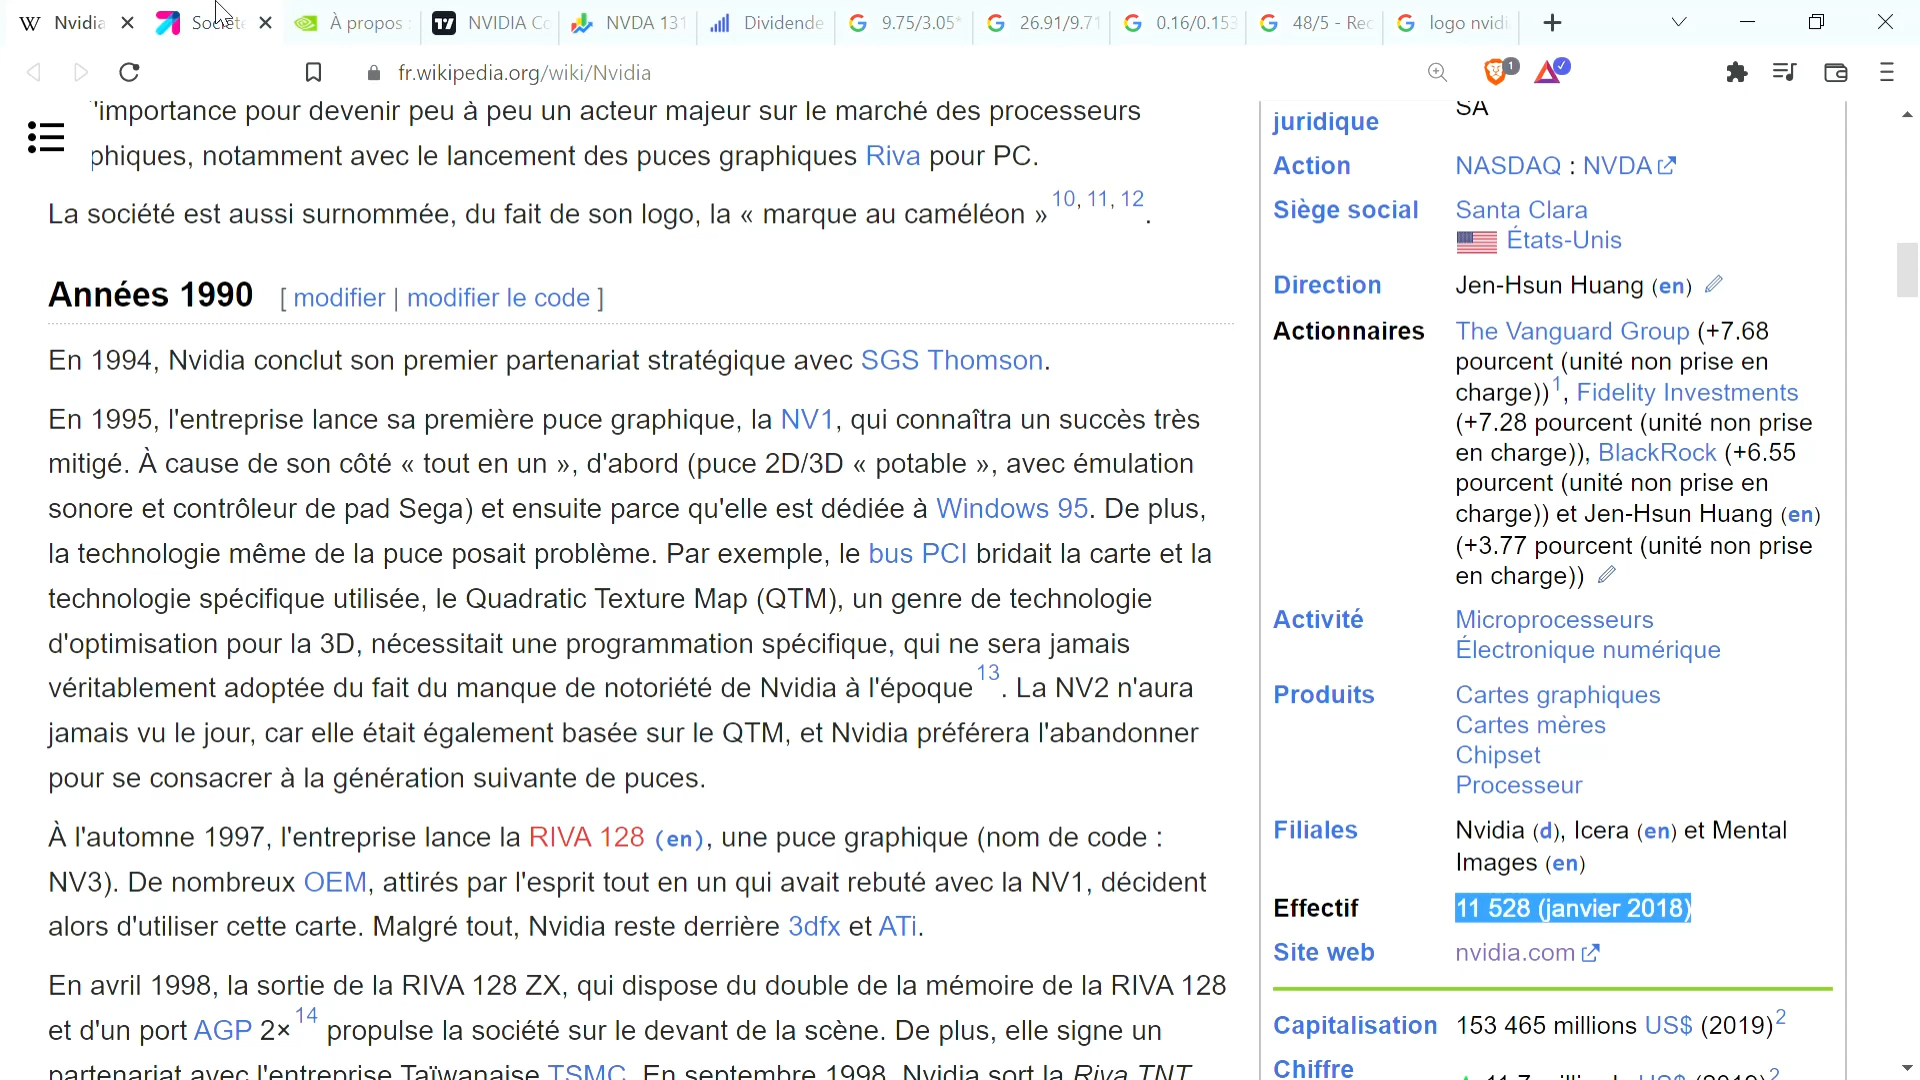 Nvidia
Société
À propos
NVIDIA Co
NVDA 131
Dividende
9.75/3.05*
26.91/9.71
0.16/0.153
48/5 - Rec
logo nvidi
fr.wikipedia.org/wiki/Nvidia
1
'importance pour devenir peu à peu un acteur majeur sur le marché des processeurs
phiques, notamment avec le lancement des puces graphiques Riva pour PC.
La société est aussi surnommée, du fait de son logo, la « marque au caméléon »10, 11, 12.
Années 1990 [ modifier | modifier le code ]
En 1994, Nvidia conclut son premier partenariat stratégique avec SGS Thomson.
En 1995, l'entreprise lance sa première puce graphique, la NV1, qui connaîtra un succès très
mitigé. À cause de son côté « tout en un », d'abord (puce 2D/3D « potable », avec émulation
sonore et contrôleur de pad Sega) et ensuite parce qu'elle est dédiée à Windows 95. De plus,
la technologie même de la puce posait problème. Par exemple, le bus PCI bridait la carte et la
technologie spécifique utilisée, le Quadratic Texture Map (QTM), un genre de technologie
d'optimisation pour la 3D, nécessitait une programmation spécifique, qui ne sera jamais
véritablement adoptée du fait du manque de notoriété de Nvidia à l'époque13. La NV2 n'aura
jamais vu le jour, car elle était également basée sur le QTM, et Nvidia préférera l'abandonner
pour se consacrer à la génération suivante de puces.
À l'automne 1997, l'entreprise lance la RIVA 128 (en), une puce graphique (nom de code :
NV3). De nombreux OEM, attirés par l'esprit tout en un qui avait rebuté avec la NV1, décident
alors d'utiliser cette carte. Malgré tout, Nvidia reste derrière 3dfx et ATi.
En avril 1998, la sortie de la RIVA 128 ZX, qui dispose du double de la mémoire de la RIVA 128
et d'un port AGP 2×14 propulse la société sur le devant de la scène. De plus, elle signe un
partenariat avec l'entreprise Taïwanaise TSMC. En septembre 1998, Nvidia sort la Riva TNT
juridique SA
Action NASDAQ : NVDA
Siège social Santa Clara
États-Unis
Direction Jen-Hsun Huang (en)
Actionnaires The Vanguard Group (+7.68
pourcent (unité non prise en
charge))1, Fidelity Investments
(+7.28 pourcent (unité non prise
en charge)), BlackRock (+6.55
pourcent (unité non prise en
charge)) et Jen-Hsun Huang (en)
(+3.77 pourcent (unité non prise
en charge))
Activité Microprocesseurs
Électronique numérique
Produits Cartes graphiques
Cartes mères
Chipset
Processeur
Filiales Nvidia (d), Icera (en) et Mental
Images (en)
Effectif 11 528 (janvier 2018)
Site web nvidia.com
Capitalisation 153 465 millions US$ (2019)2
Chiffre